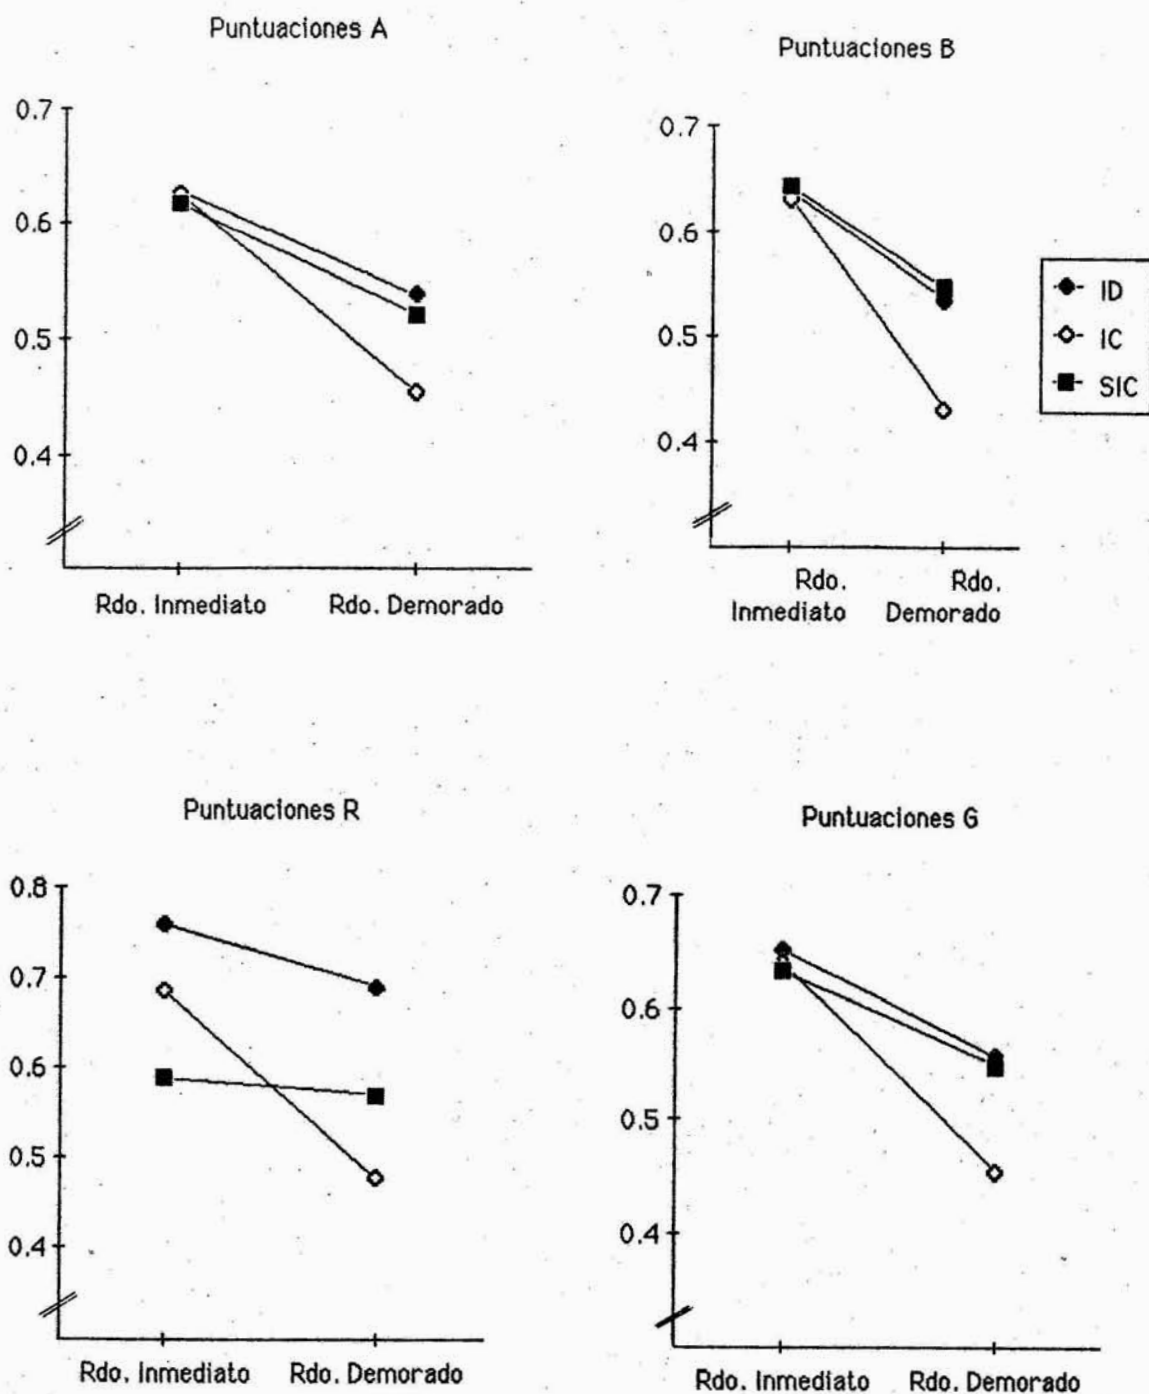 Puntuaciones A
0.7
0.6
0.5
0.4
Rdo. Inmediato Rdo. Demorado
Puntuaciones B
0.7
0.6
0.5
0.4
Rdo. Rdo.
Inmediato Demorado
ID
IC
SIC
Puntuaciones R
0.8
0.7
0.6
0.5
0.4
Rdo. Inmediato Rdo. Demorado
Puntuaciones G
0.7
0.6
0.5
0.4
Rdo. Inmediato Rdo. Demorado